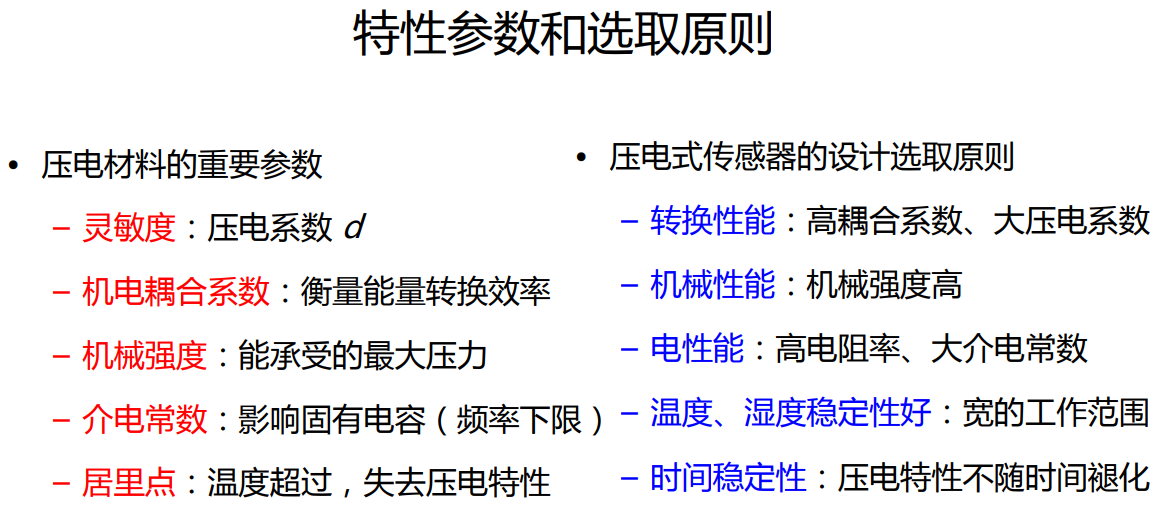 特性参数和选取原则
• 压电材料的重要参数
– 灵敏度：压电系数 d
– 机电耦合系数：衡量能量转换效率
– 机械强度：能承受的最大压力
– 介电常数：影响固有电容（频率下限）
– 居里点：温度超过，失去压电特性
• 压电式传感器的设计选取原则
– 转换性能：高耦合系数、大压电系数
– 机械性能：机械强度高
– 电性能：高电阻率、大介电常数
– 温度、湿度稳定性好：宽的工作范围
– 时间稳定性：压电特性不随时间褪化